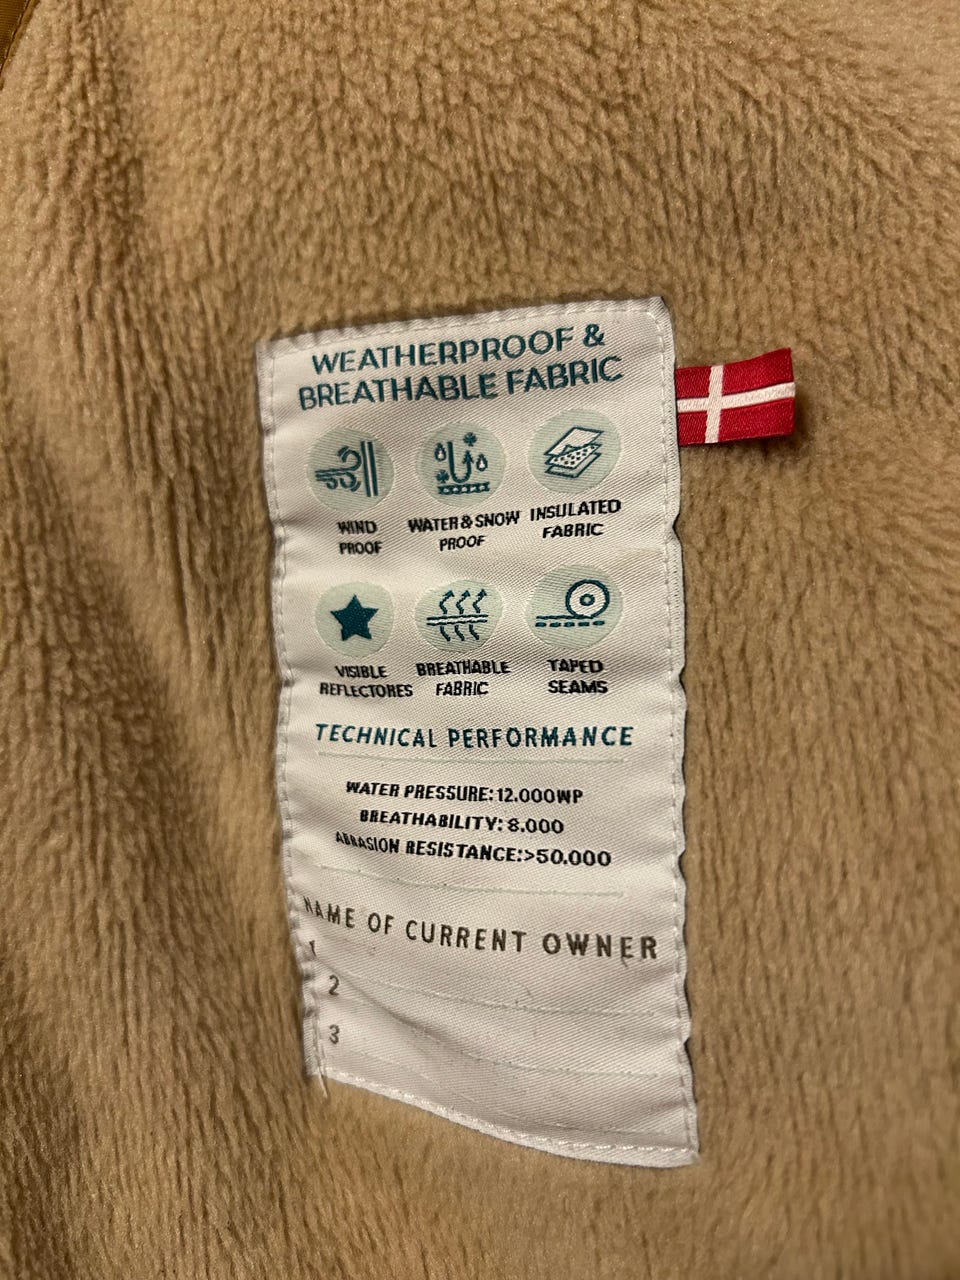 WEATHERPROOF &
BREATHABLE FABRIC
WIND
PROOF
WATER & SNOW
PROOF
INSULATED
FABRIC
VISIBLE
REFLECTORES
BREATHABLE
FABRIC
TAPED
SEAMS
TECHNICAL PERFORMANCE
WATER PRESSURE: 12.000WP
BREATHABILITY: 8.000
ABRASION RESISTANCE: >50.000
NAME OF CURRENT OWNER
1
2
3